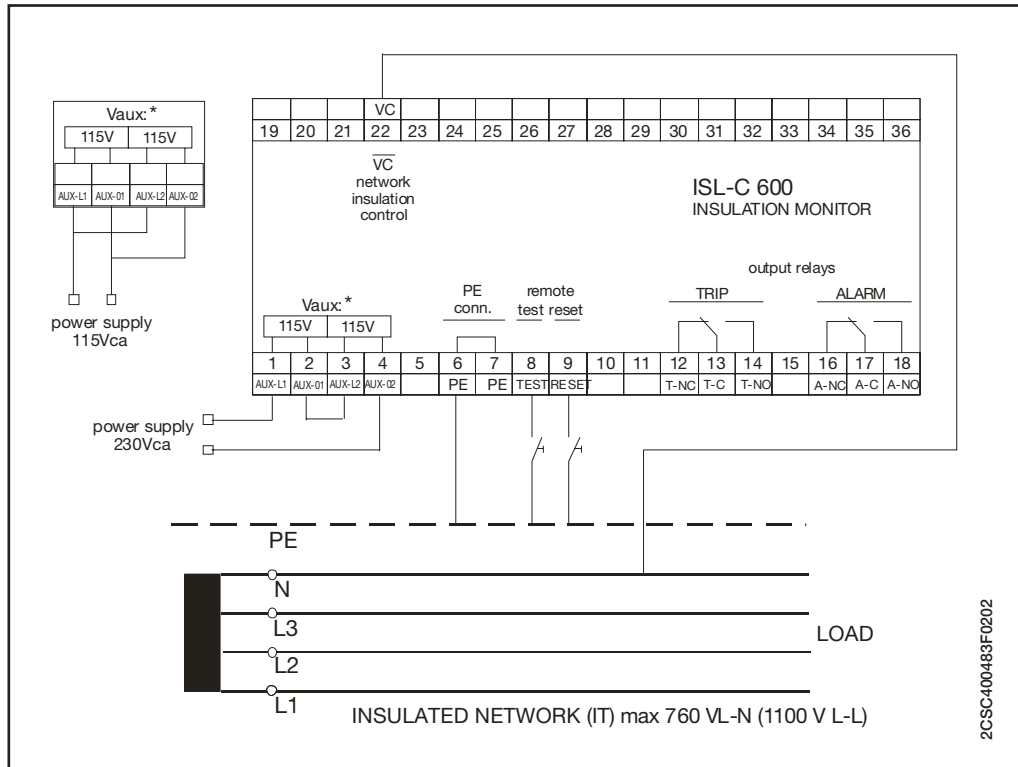 Vaux: *
115V 115V
AUX-L1 AUX-01 AUX-L2 AUX-02
power supply
115Vca
VC
19 20 21 22 23 24 25 26 27 28 29 30 31 32 33 34 35 36
VC
network
insulation
control
ISL-C 600
INSULATION MONITOR
output relays
PE
conn.
remote
test reset
TRIP
ALARM
Vaux: *
115V 115V
1 2 3 4 5 6 7 8 9 10 11 12 13 14 15 16 17 18
AUX-L1 AUX-01 AUX-L2 AUX-02 PE PE TEST RESET T-NC T-C T-NO A-NC A-C A-NO
power supply
230Vca
PE
N
L3
LOAD
L2
L1
INSULATED NETWORK (IT) max 760 VL-N (1100 V L-L)
2CSC400483F0202